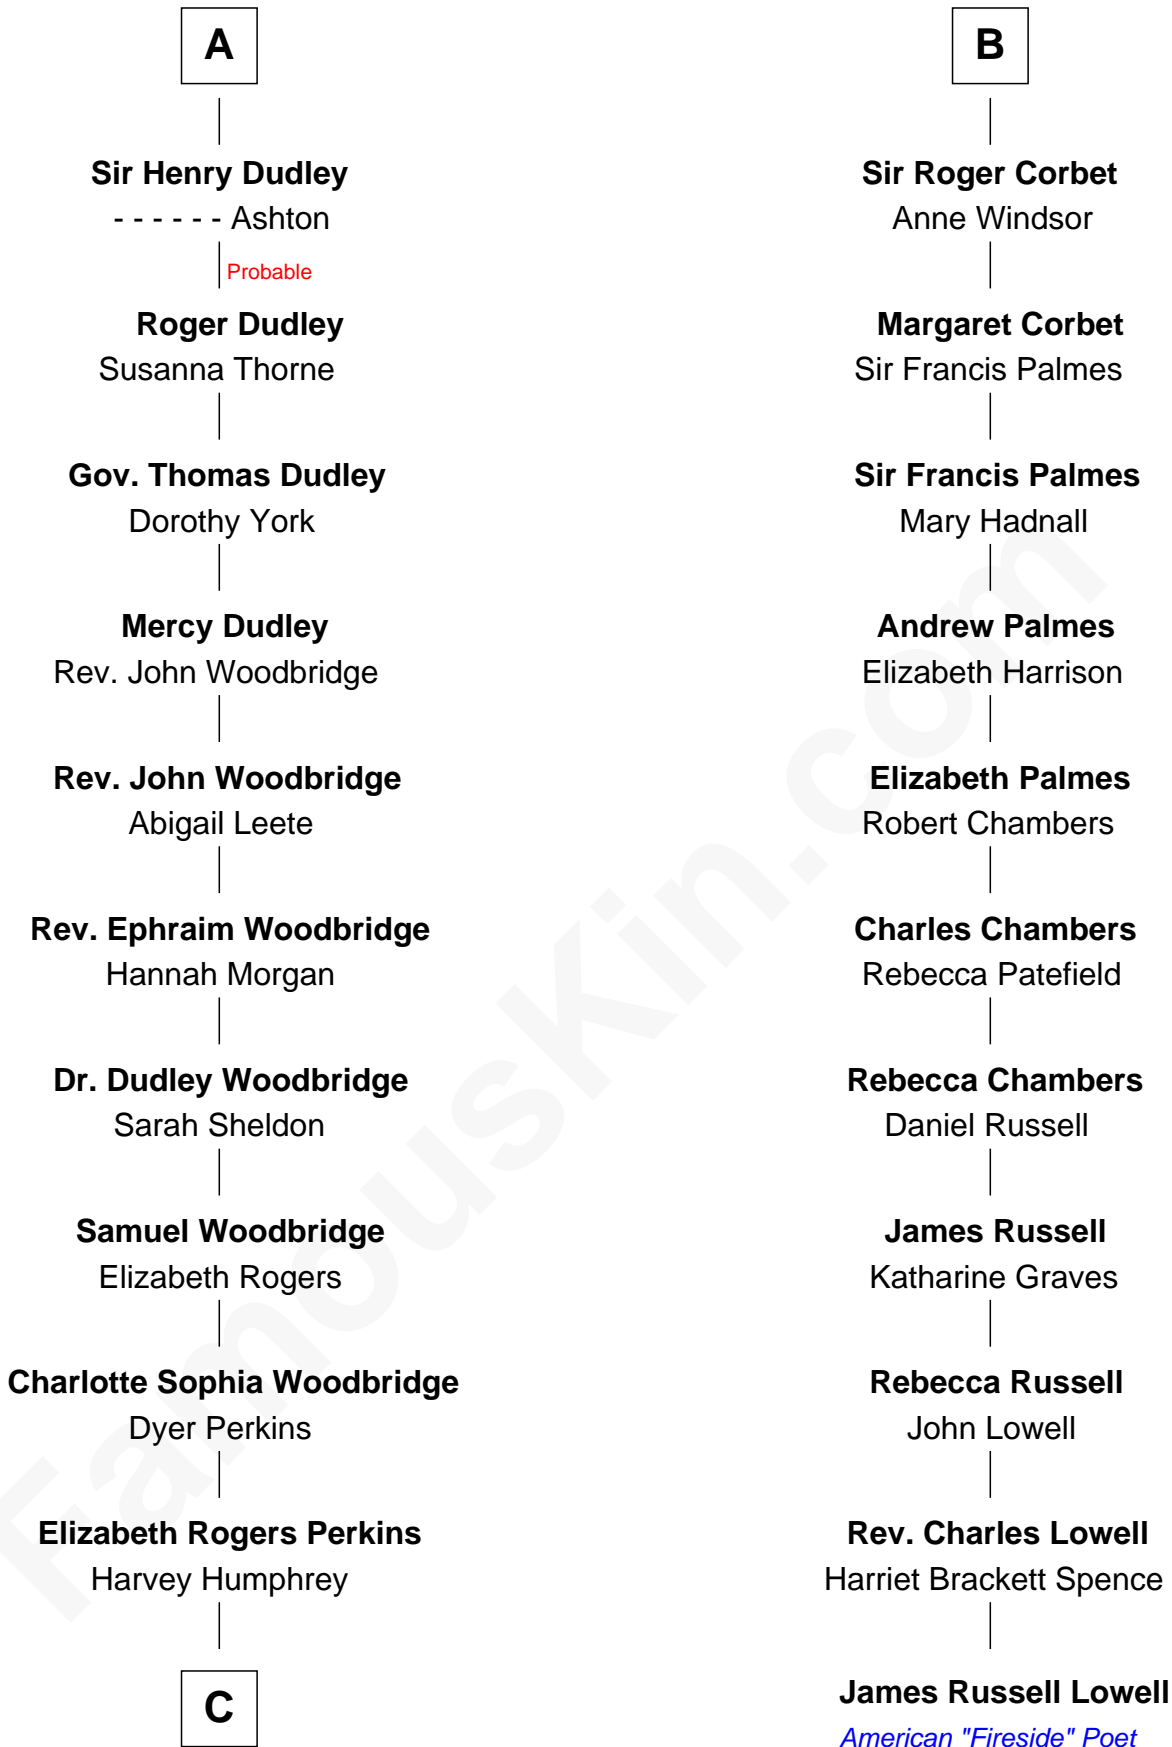 A
Sir Henry Dudley
- - - - - - Ashton
Probable
Roger Dudley
Susanna Thorne
Gov. Thomas Dudley
Dorothy York
Mercy Dudley
Rev. John Woodbridge
Rev. John Woodbridge
Abigail Leete
Rev. Ephraim Woodbridge
Hannah Morgan
Dr. Dudley Woodbridge
Sarah Sheldon
Samuel Woodbridge
Elizabeth Rogers
Charlotte Sophia Woodbridge
Dyer Perkins
Elizabeth Rogers Perkins
Harvey Humphrey
C
B
Sir Roger Corbet
Anne Windsor
Margaret Corbet
Sir Francis Palmes
Sir Francis Palmes
Mary Hadnall
Andrew Palmes
Elizabeth Harrison
Elizabeth Palmes
Robert Chambers
Charles Chambers
Rebecca Patefield
Rebecca Chambers
Daniel Russell
James Russell
Katharine Graves
Rebecca Russell
John Lowell
Rev. Charles Lowell
Harriet Brackett Spence
James Russell Lowell
American "Fireside" Poet
FamousKin.com